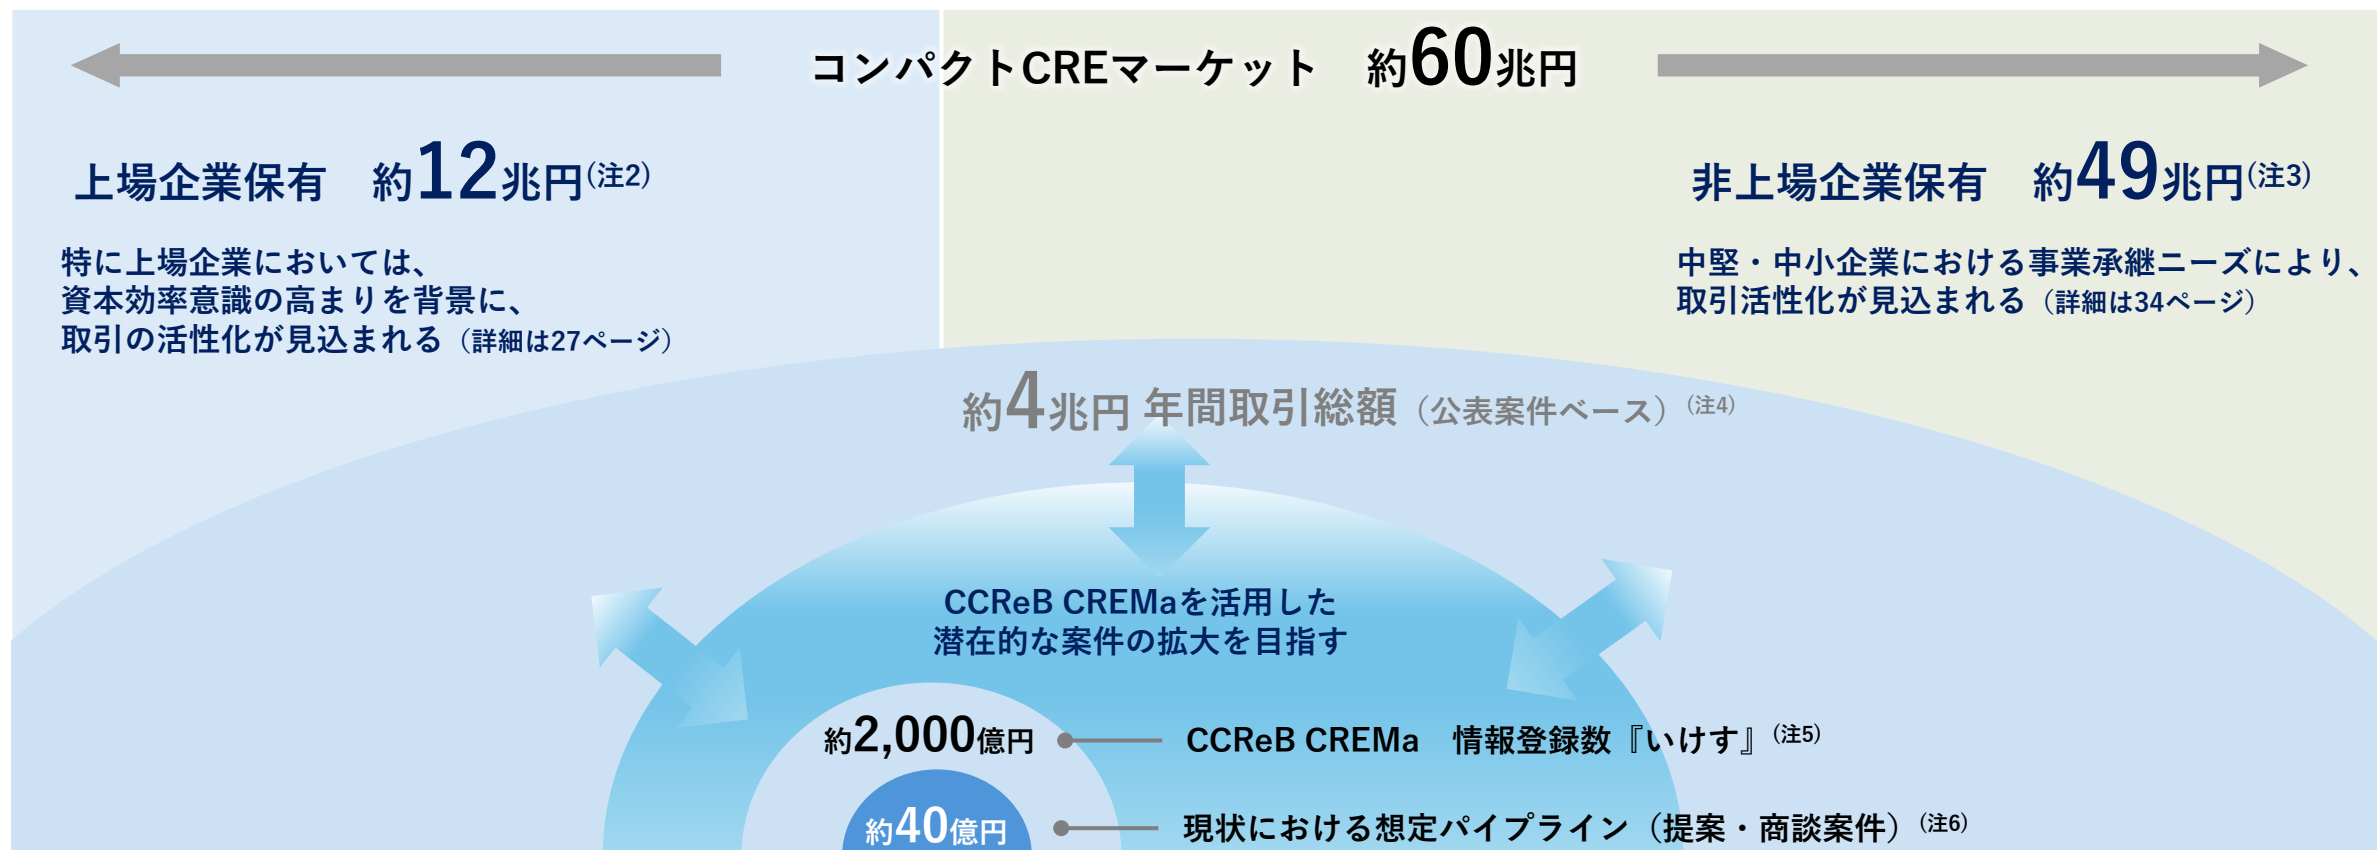 コンパクトCREマーケット　約60兆円
上場企業保有　約12兆円(注2)
特に上場企業においては、
資本効率意識の高まりを背景に、
取引の活性化が見込まれる（詳細は27ページ）
非上場企業保有　約49兆円(注3)
中堅・中小企業における事業承継ニーズにより、
取引活性化が見込まれる（詳細は34ページ）
約4兆円 年間取引総額（公表案件ベース）(注4)
CCReB CREMaを活用した
潜在的な案件の拡大を目指す
約2,000億円　CCReB CREMa　情報登録数『いけす』(注5)
約40億円　現状における想定パイプライン（提案・商談案件）(注6)